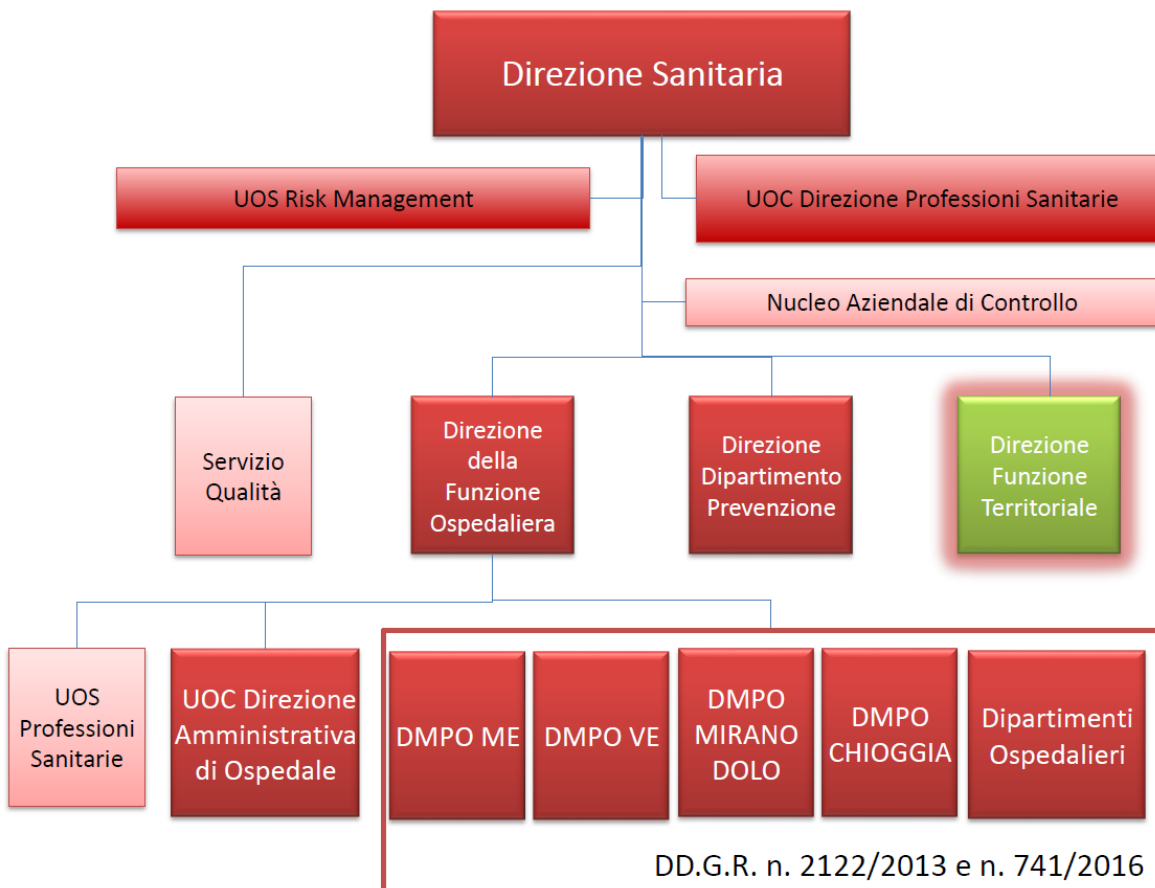 Direzione Sanitaria
UOS Risk Management
UOC Direzione Professioni Sanitarie
Nucleo Aziendale di Controllo
Servizio
Qualità
Direzione
della
Funzione
Ospedaliera
Direzione
Dipartimento
Prevenzione
Direzione
Funzione
Territoriale
UOS
Professioni
Sanitarie
UOC Direzione
Amministrativa
di Ospedale
DMPO ME
DMPO VE
DMPO
MIRANO
DOLO
DMPO
CHIOGGIA
Dipartimenti
Ospedalieri
DD.G.R. n. 2122/2013 e n. 741/2016